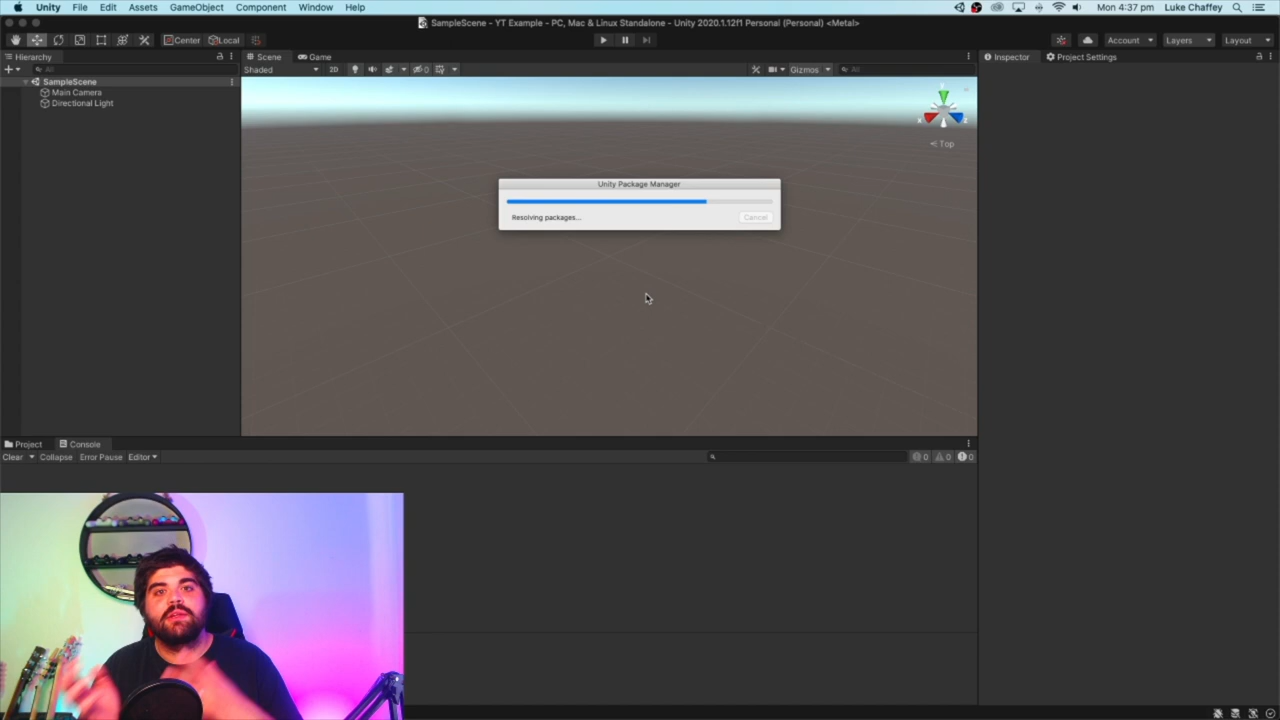 Unity File Edit Assets GameObject Component Window Help Mon 4:37 pm Luke Chaffey
SampleScene - YT Example - PC, Mac & Linux Standalone - Unity 2020.1.12f1 Personal (Personal) <Metal>
Center Local Account Layers Layout
Hierarchy Scene Game Inspector Project Settings
All Shaded 2D 0 Gizmos All
SampleScene
Main Camera
Directional Light
Top
Unity Package Manager
Resolving packages...
Cancel
Project Console
Clear Collapse Error Pause Editor 0 0 0